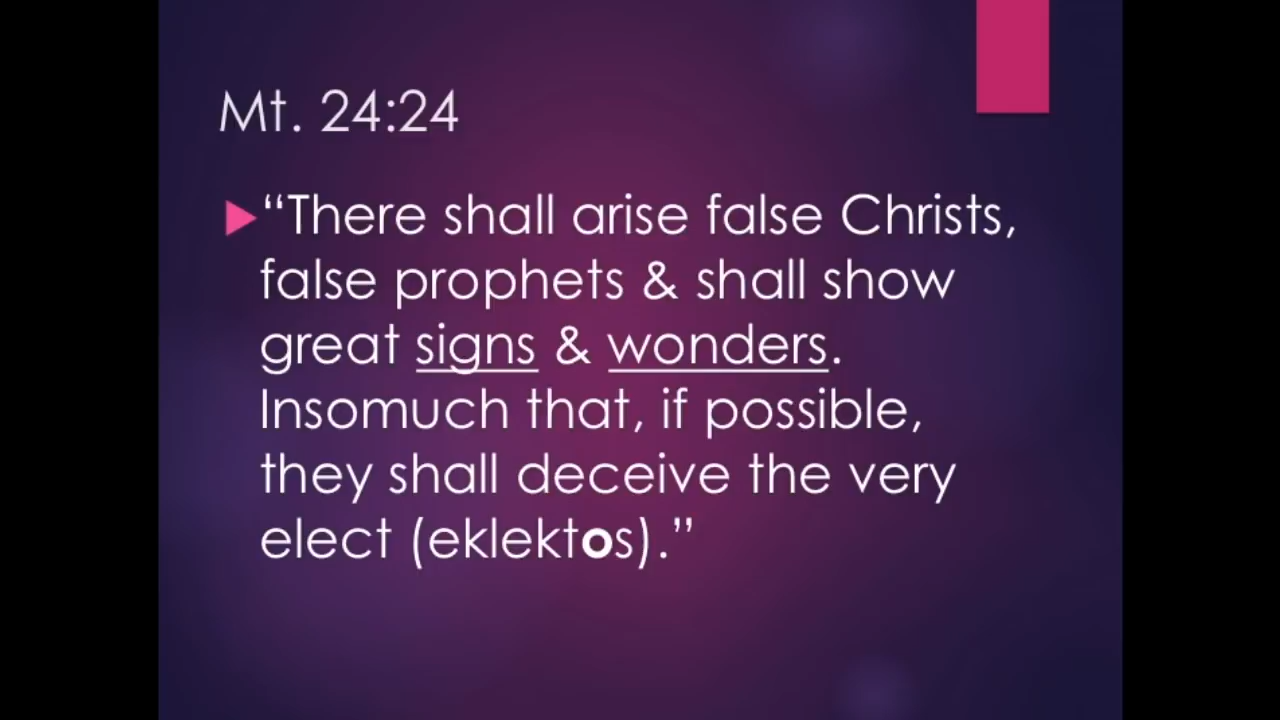 Mt. 24:24
“There shall arise false Christs,
false prophets & shall show
great signs & wonders.
Insomuch that, if possible,
they shall deceive the very
elect (eklektos).”